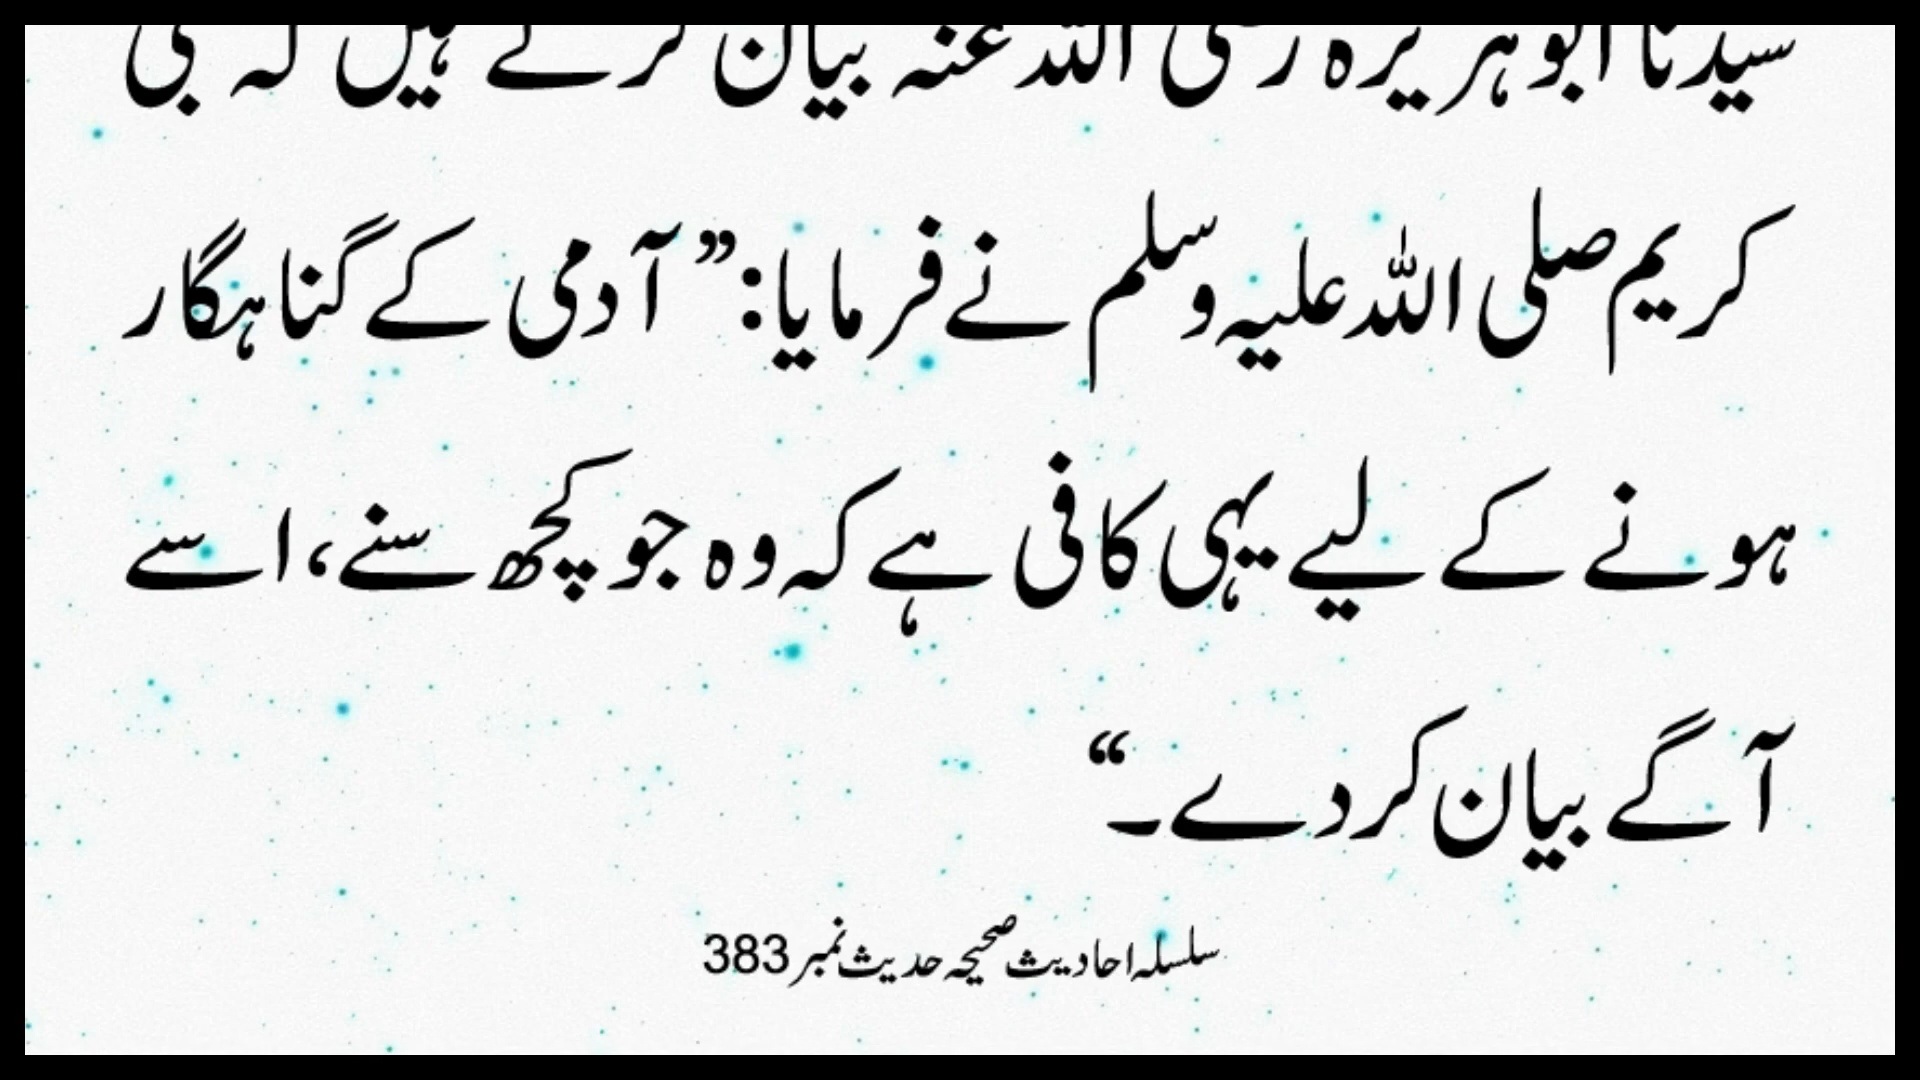 سیدنا ابوہریرہ رضی اللہ عنہ بیان کرتے ہیں کہ نبی
کریم صلی اللہ علیہ وسلم نے فرمایا: ”آدمی کے گناہگار
ہونے کے لیے یہی کافی ہے کہ وہ جو کچھ سنے، اسے
آگے بیان کر دے۔“
سلسلہ احادیث صحیحہ حدیث نمبر 383